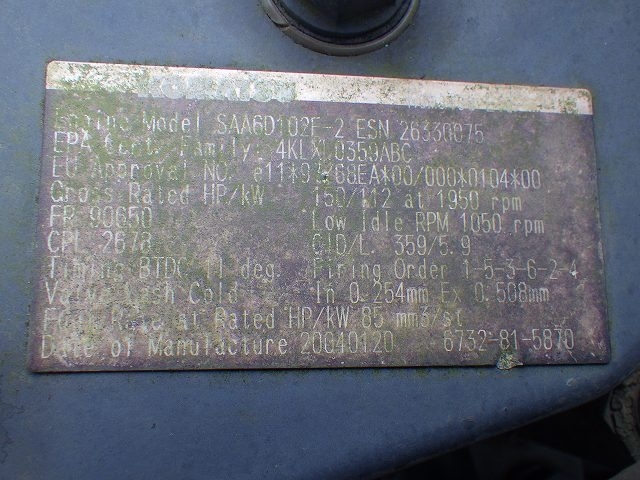 Engine Model SAA6D102E-2 ESN 26330075
EPA Cert. Family: 4KLXL0359ABC
EU Approval NO. e11*97/68EA*00/000*0104*00
Gross Rated HP/kW 150/112 at 1950 rpm
FR 90650 Low Idle RPM 1050 rpm
CPL 2678 CID/L. 359/5.9
Timing BTDC 11 deg. Firing Order 1-5-3-6-2-4
Valve Lash Cold In 0.254mm Ex 0.508mm
Rate at Rated HP/kW 85 mm3/st
Date of Manufacture 20040120 6732-81-5870